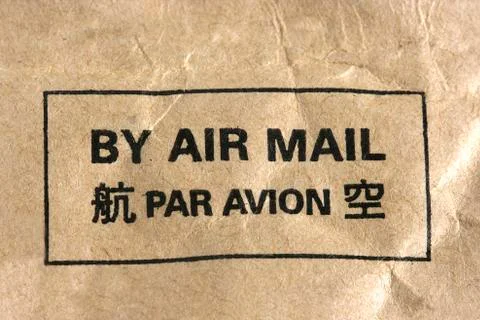 BY AIR MAIL
航 PAR AVION 空